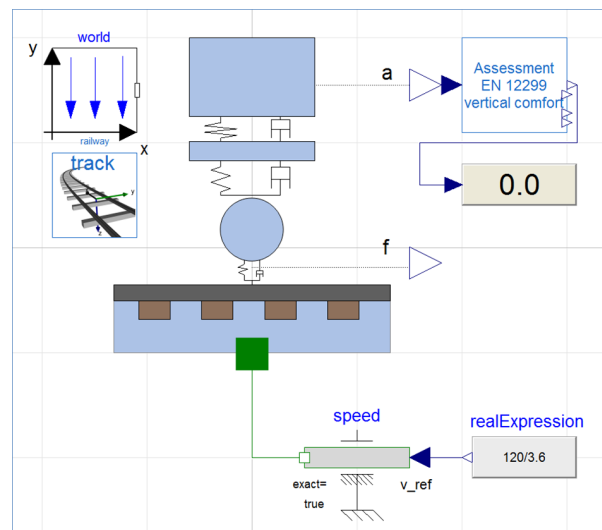 world
y
x
railway
track
y
z
a
Assessment
EN 12299
vertical comfort
0.0
f
speed
realExpression
120/3.6
exact=
true
v_ref